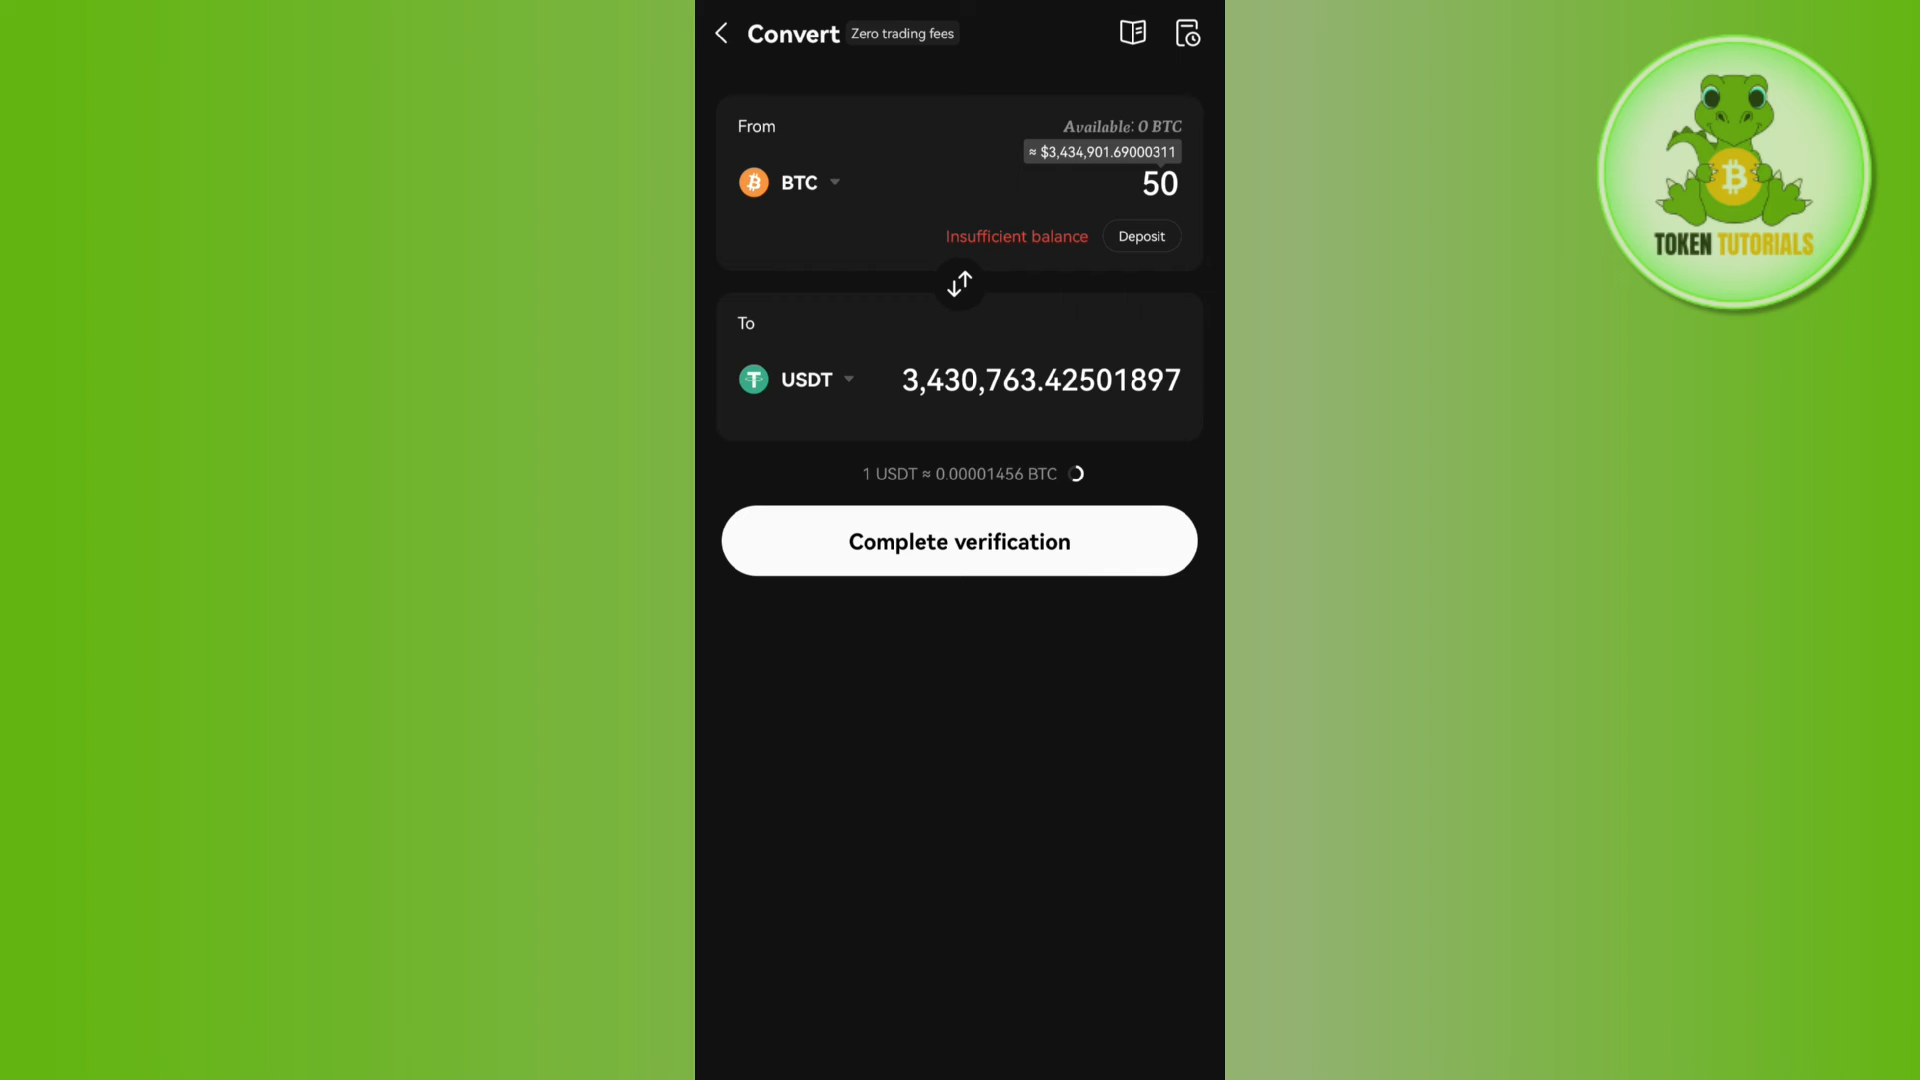 Convert Zero trading fees
From Available: 0 BTC
≈ $3,434,901.69000311
BTC 50
Insufficient balance Deposit
To
USDT 3,430,763.42501897
1 USDT ≈ 0.00001456 BTC
Complete verification
TOKEN TUTORIALS